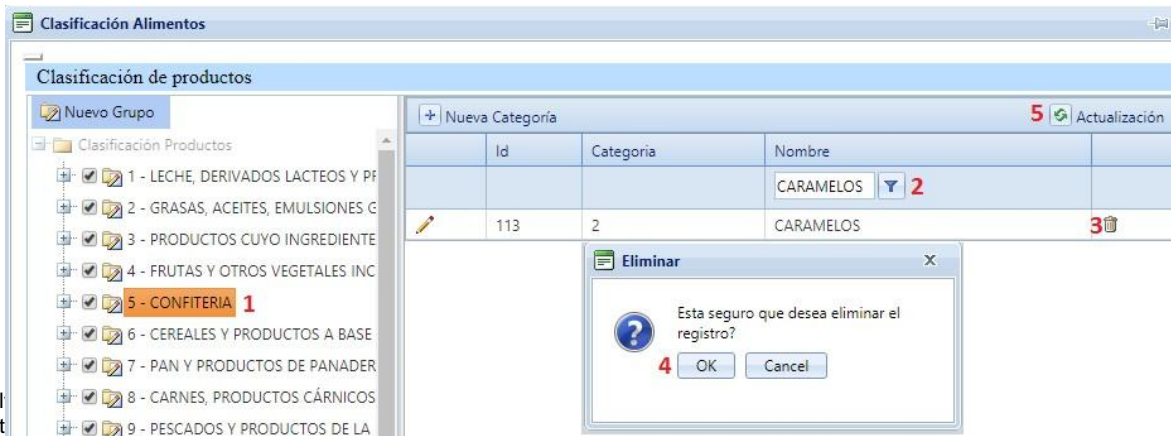 Clasificación Alimentos
Clasificación de productos
Nuevo Grupo
Clasificación Productos
1 - LECHE, DERIVADOS LACTEOS Y PF
2 - GRASAS, ACEITES, EMULSIONES G
3 - PRODUCTOS CUYO INGREDIENTE
4 - FRUTAS Y OTROS VEGETALES INC
5 - CONFITERIA 1
6 - CEREALES Y PRODUCTOS A BASE
7 - PAN Y PRODUCTOS DE PANADER
8 - CARNES, PRODUCTOS CÁRNICOS
9 - PESCADOS Y PRODUCTOS DE LA
Nueva Categoría 5 Actualización
Id Categoria Nombre
CARAMELOS 2
113 2 CARAMELOS 3
Eliminar x
Esta seguro que desea eliminar el
registro?
4 OK Cancel